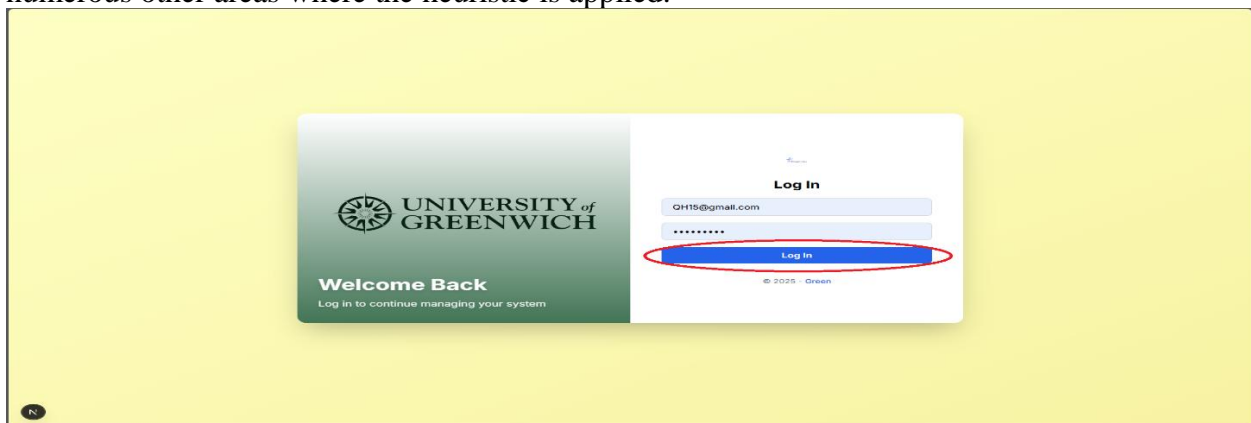 numerous other areas where the heuristic is applied.
Log In
UNIVERSITY of
GREENWICH
QH15@gmail.com
•••••••••
Log In
Welcome Back
© 2025 - Green
Log in to continue managing your system
N